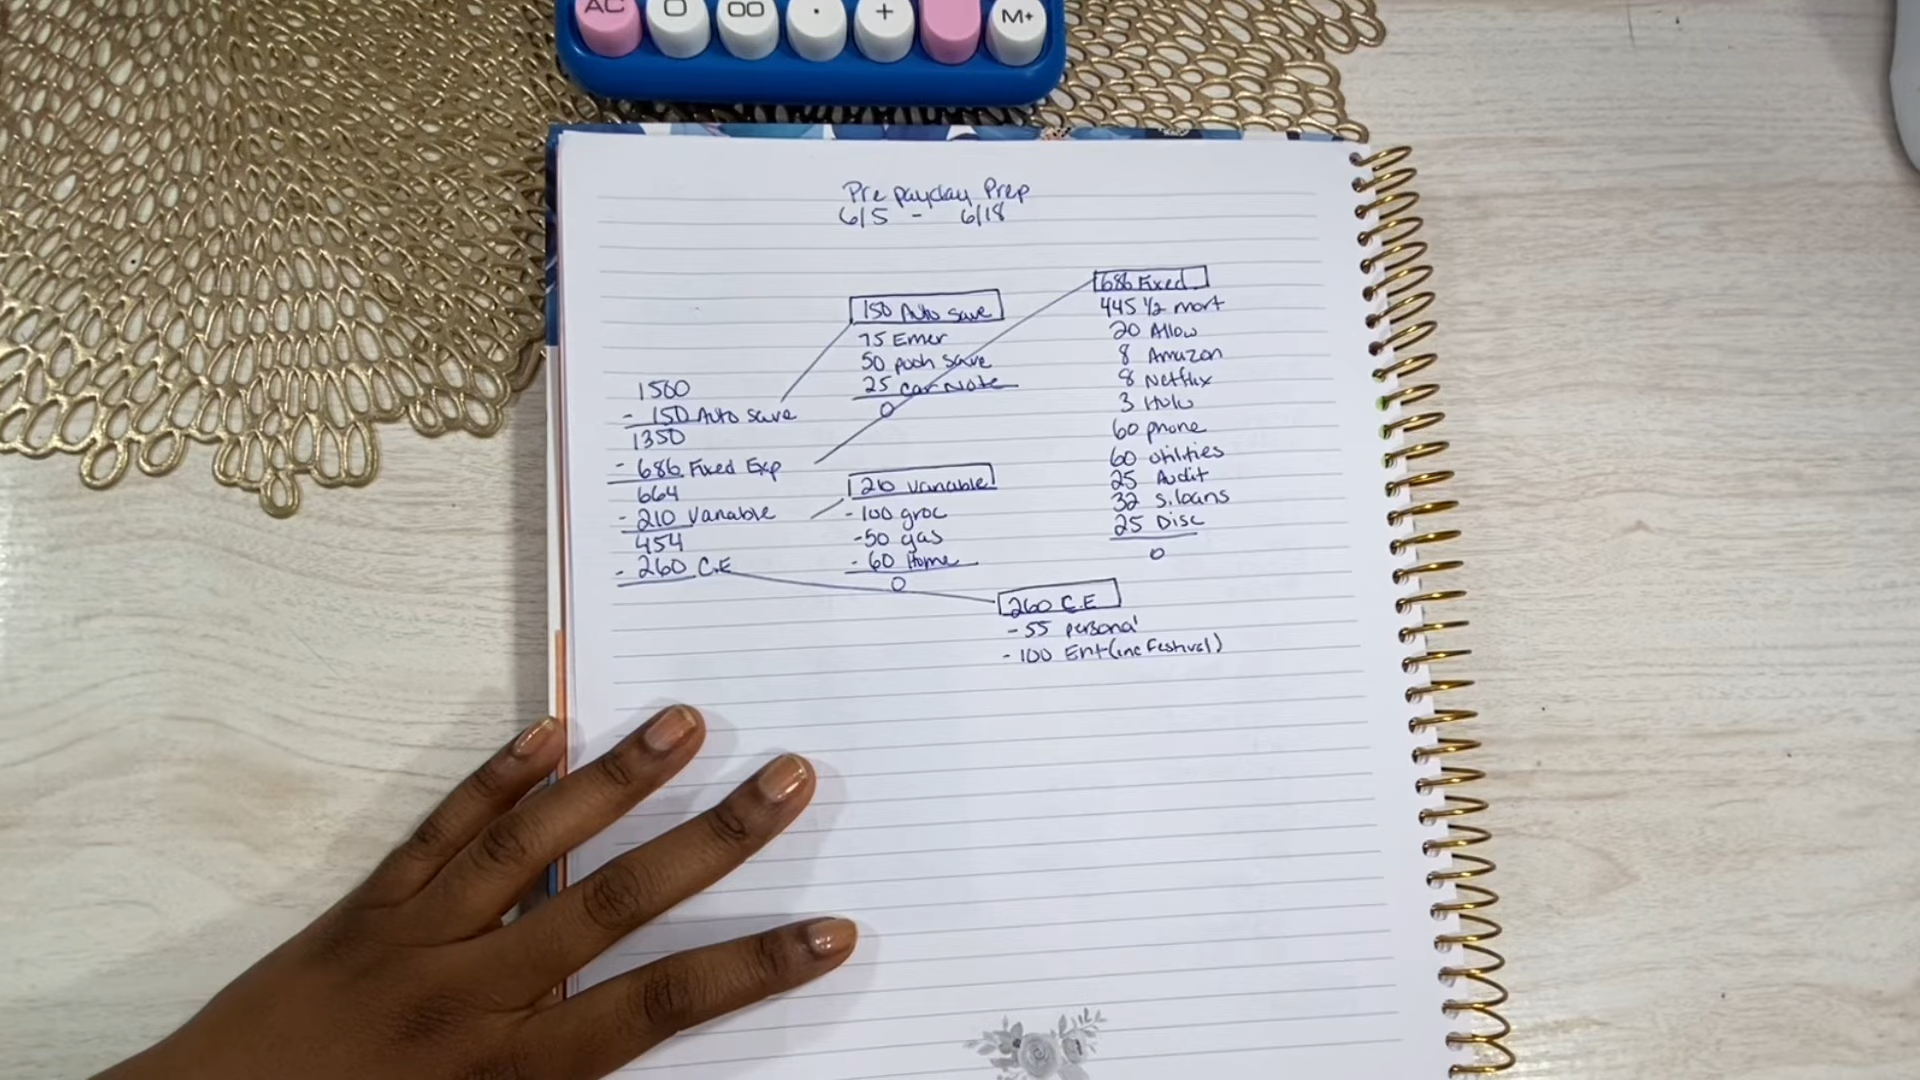 AC 0 00 . + M+
Pre payday Prep
6/5 - 6/18
1500
- 150 Auto save
1350
- 686 Fixed Exp
664
- 210 Variable
454
- 260 C.E
150 Auto save
75 Emer
50 pooh save
25 car Note
0
210 Variable
- 100 groc
- 50 gas
- 60 Home
0
686 Fixed
445 1/2 mort
20 Allow
8 Amazon
8 Netflix
3 Hulu
60 phone
60 utilities
25 Audit
32 s.loans
25 Disc
0
260 C.E
- 55 personal
- 100 Ent (inc Festival)